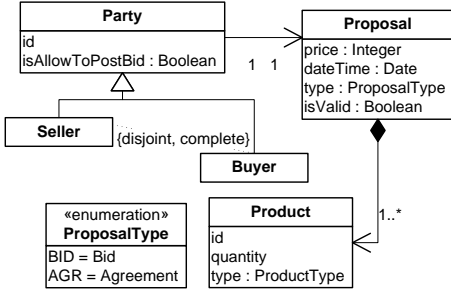 Party
id
isAllowToPostBid : Boolean
1 1
Proposal
price : Integer
dateTime : Date
type : ProposalType
isValid : Boolean
Seller
{disjoint, complete}
Buyer
«enumeration»
ProposalType
BID = Bid
AGR = Agreement
Product
id
quantity
type : ProductType
1..*